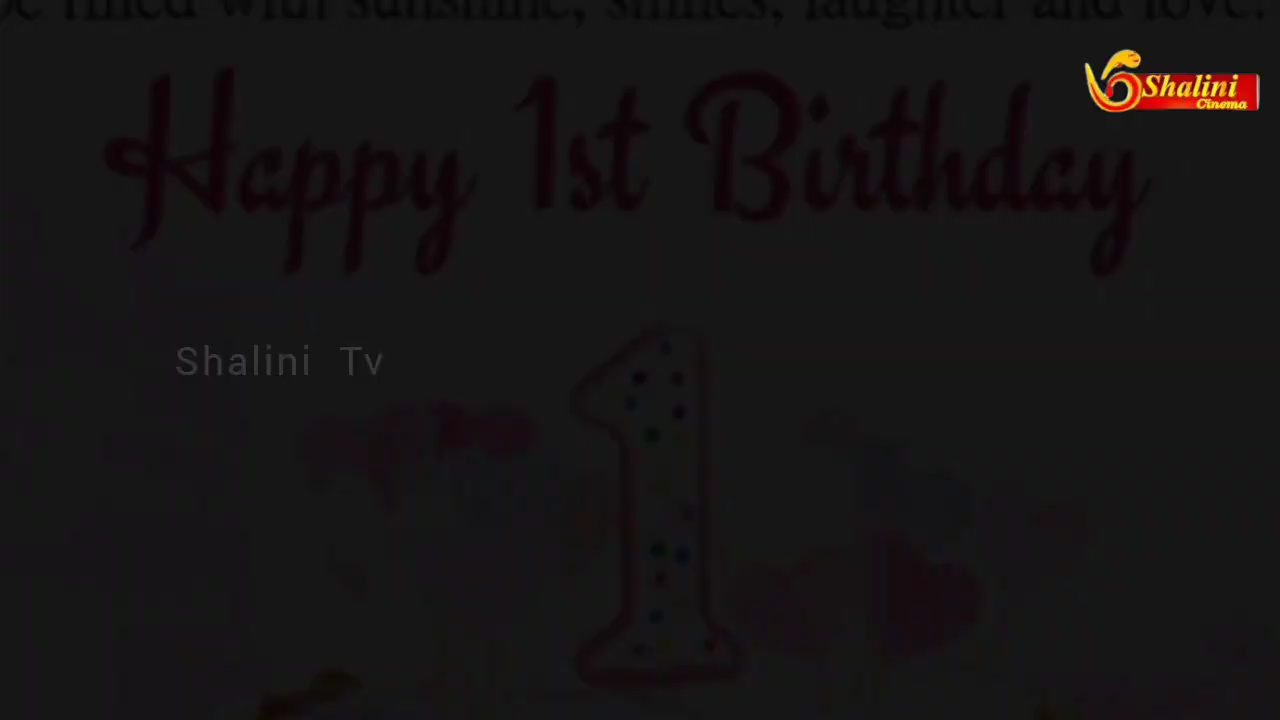 be filled with sunshine, smiles, laughter and love.
Shalini
Cinema
Happy 1st Birthday
Shalini Tv